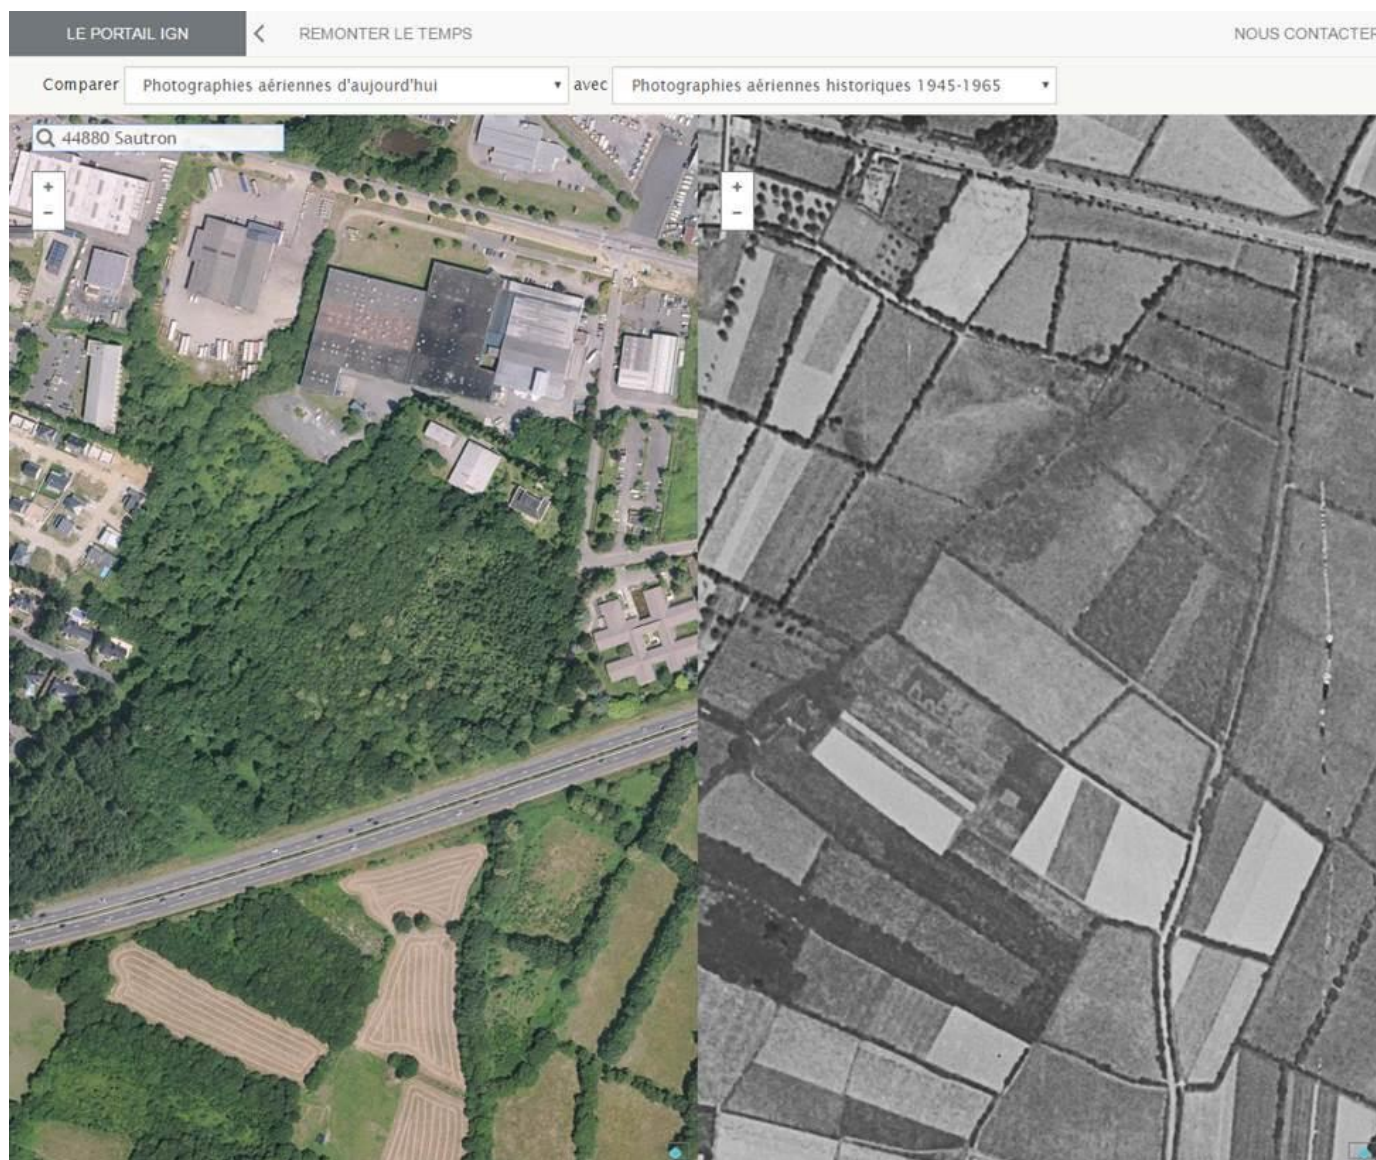 LE PORTAIL IGN < REMONTER LE TEMPS NOUS CONTACTER
Comparer Photographies aériennes d'aujourd'hui avec Photographies aériennes historiques 1945-1965
44880 Sautron
+ +
- -